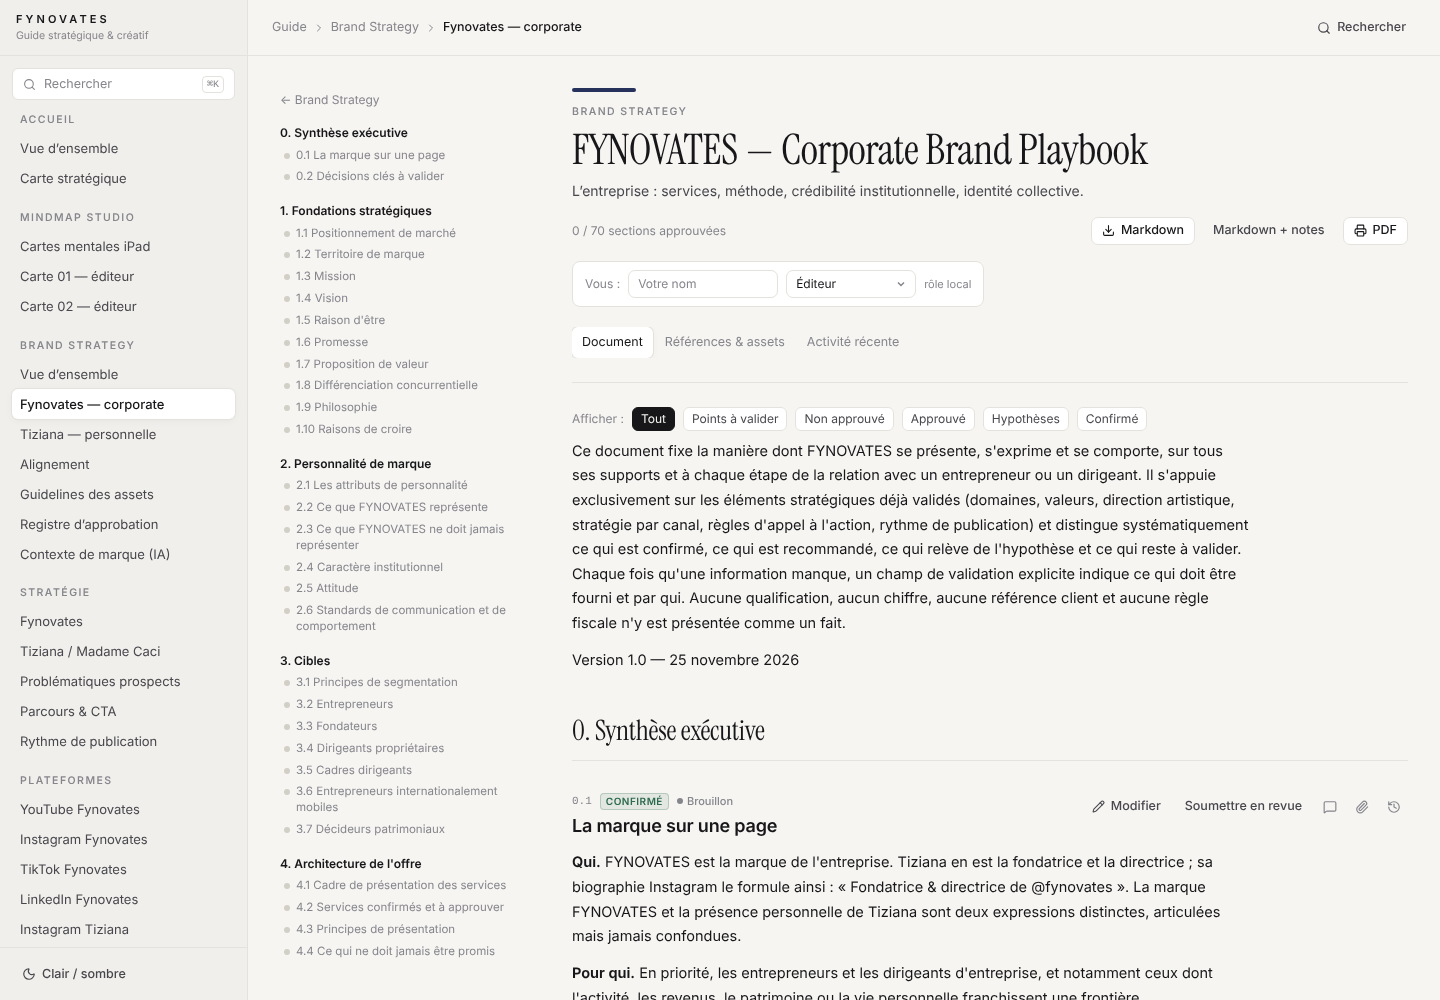 FYNOVATES
Guide stratégique & créatif
Rechercher ⌘K
ACCUEIL
Vue d’ensemble
Carte stratégique
MINDMAP STUDIO
Cartes mentales iPad
Carte 01 — éditeur
Carte 02 — éditeur
BRAND STRATEGY
Vue d’ensemble
Fynovates — corporate
Tiziana — personnelle
Alignement
Guidelines des assets
Registre d’approbation
Contexte de marque (IA)
STRATÉGIE
Fynovates
Tiziana / Madame Caci
Problématiques prospects
Parcours & CTA
Rythme de publication
PLATEFORMES
YouTube Fynovates
Instagram Fynovates
TikTok Fynovates
LinkedIn Fynovates
Instagram Tiziana
Clair / sombre
Guide > Brand Strategy > Fynovates — corporate
Rechercher
← Brand Strategy
0. Synthèse exécutive
0.1 La marque sur une page
0.2 Décisions clés à valider
1. Fondations stratégiques
1.1 Positionnement de marché
1.2 Territoire de marque
1.3 Mission
1.4 Vision
1.5 Raison d'être
1.6 Promesse
1.7 Proposition de valeur
1.8 Différenciation concurrentielle
1.9 Philosophie
1.10 Raisons de croire
2. Personnalité de marque
2.1 Les attributs de personnalité
2.2 Ce que FYNOVATES représente
2.3 Ce que FYNOVATES ne doit jamais
représenter
2.4 Caractère institutionnel
2.5 Attitude
2.6 Standards de communication et de
comportement
3. Cibles
3.1 Principes de segmentation
3.2 Entrepreneurs
3.3 Fondateurs
3.4 Dirigeants propriétaires
3.5 Cadres dirigeants
3.6 Entrepreneurs internationalement
mobiles
3.7 Décideurs patrimoniaux
4. Architecture de l'offre
4.1 Cadre de présentation des services
4.2 Services confirmés et à approuver
4.3 Principes de présentation
4.4 Ce qui ne doit jamais être promis
BRAND STRATEGY
FYNOVATES — Corporate Brand Playbook
L’entreprise : services, méthode, crédibilité institutionnelle, identité collective.
0 / 70 sections approuvées
Markdown
Markdown + notes
PDF
Vous : Votre nom Éditeur rôle local
Document
Références & assets
Activité récente
Afficher : Tout Points à valider Non approuvé Approuvé Hypothèses Confirmé
Ce document fixe la manière dont FYNOVATES se présente, s'exprime et se comporte, sur tous
ses supports et à chaque étape de la relation avec un entrepreneur ou un dirigeant. Il s'appuie
exclusivement sur les éléments stratégiques déjà validés (domaines, valeurs, direction artistique,
stratégie par canal, règles d'appel à l'action, rythme de publication) et distingue systématiquement
ce qui est confirmé, ce qui est recommandé, ce qui relève de l'hypothèse et ce qui reste à valider.
Chaque fois qu'une information manque, un champ de validation explicite indique ce qui doit être
fourni et par qui. Aucune qualification, aucun chiffre, aucune référence client et aucune règle
fiscale n'y est présentée comme un fait.
Version 1.0 — 25 novembre 2026
0. Synthèse exécutive
0.1 CONFIRMÉ Brouillon
Modifier
Soumettre en revue
La marque sur une page
Qui. FYNOVATES est la marque de l'entreprise. Tiziana en est la fondatrice et la directrice ; sa
biographie Instagram le formule ainsi : « Fondatrice & directrice de @fynovates ». La marque
FYNOVATES et la présence personnelle de Tiziana sont deux expressions distinctes, articulées
mais jamais confondues.
Pour qui. En priorité, les entrepreneurs et les dirigeants d'entreprise, et notamment ceux dont
l'activité, les revenus, le patrimoine ou la vie personnelle franchissent une frontière.